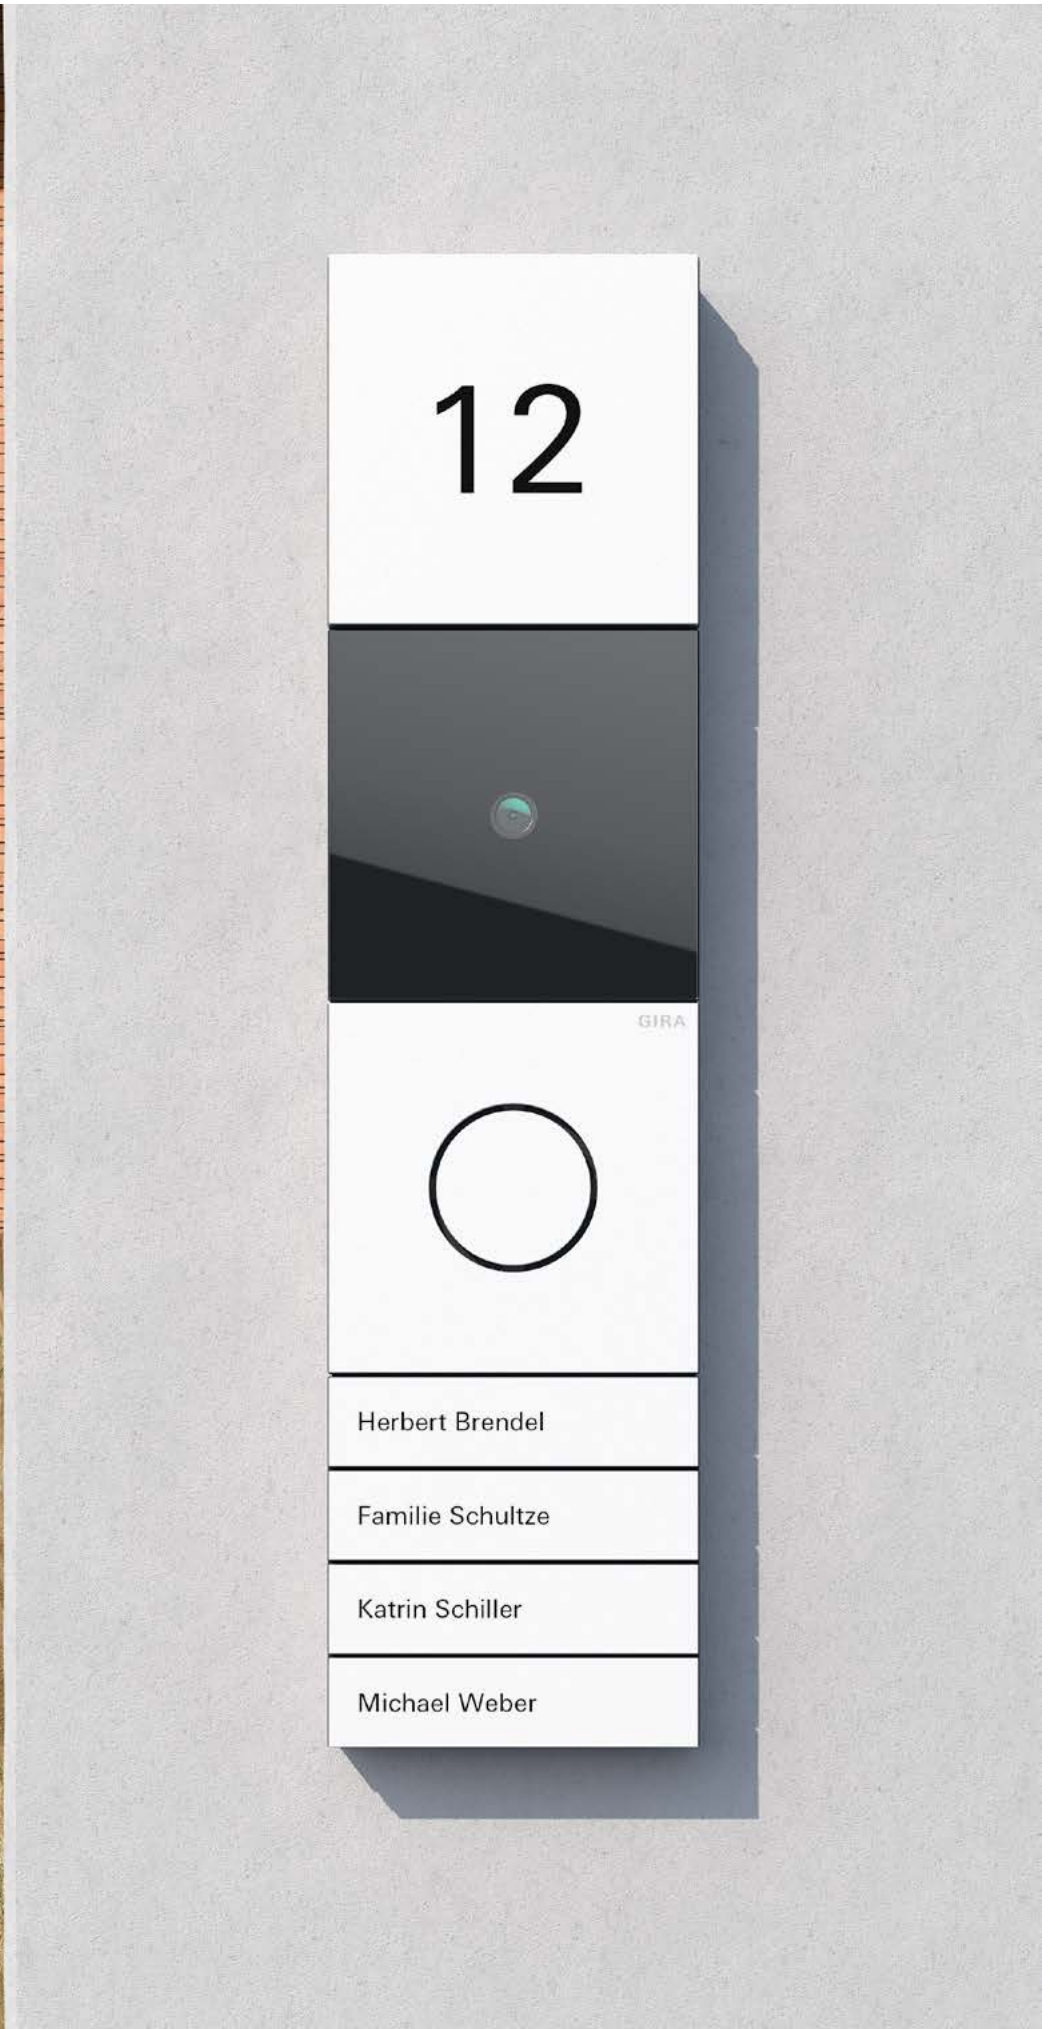 12
GIRA
Herbert Brendel
Familie Schultze
Katrin Schiller
Michael Weber